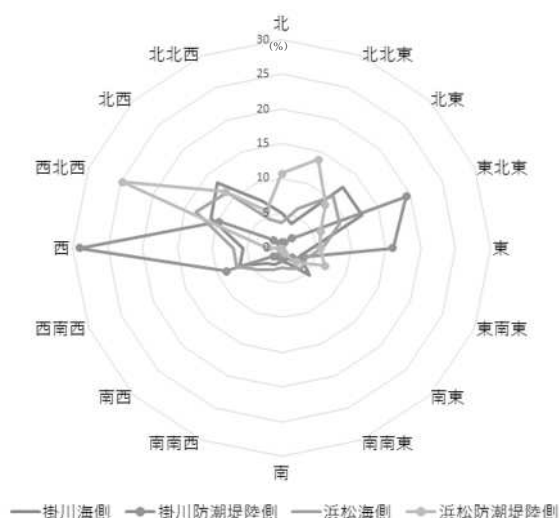 北
30
(%)
北北西
北北東
25
北西
北東
20
15
西北西
東北東
10
5
西
0
東
西南西
東南東
南西
南東
南南西
南南東
南
掛川海側 掛川防潮堤陸側 浜松海側 浜松防潮堤陸側